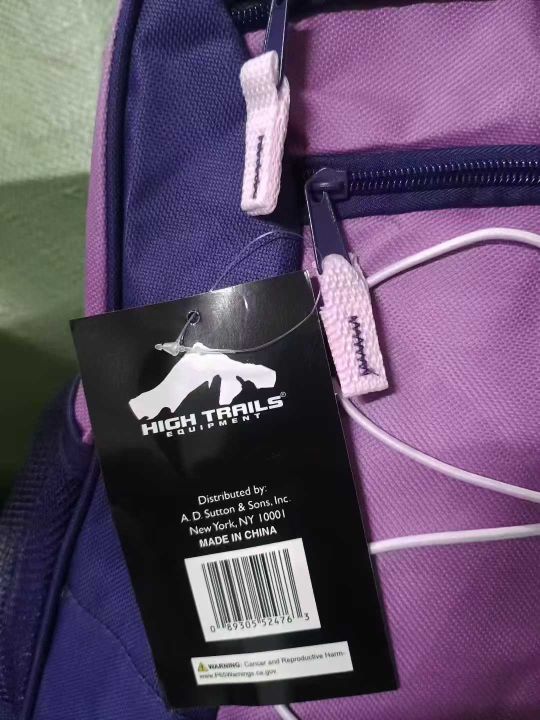 HIGH TRAILS®
EQUIPMENT
Distributed by:
A. D. Sutton & Sons, Inc.
New York, NY 10001
MADE IN CHINA
0 89305 52476 3
WARNING: Cancer and Reproductive Harm-
www.P65Warnings.ca.gov